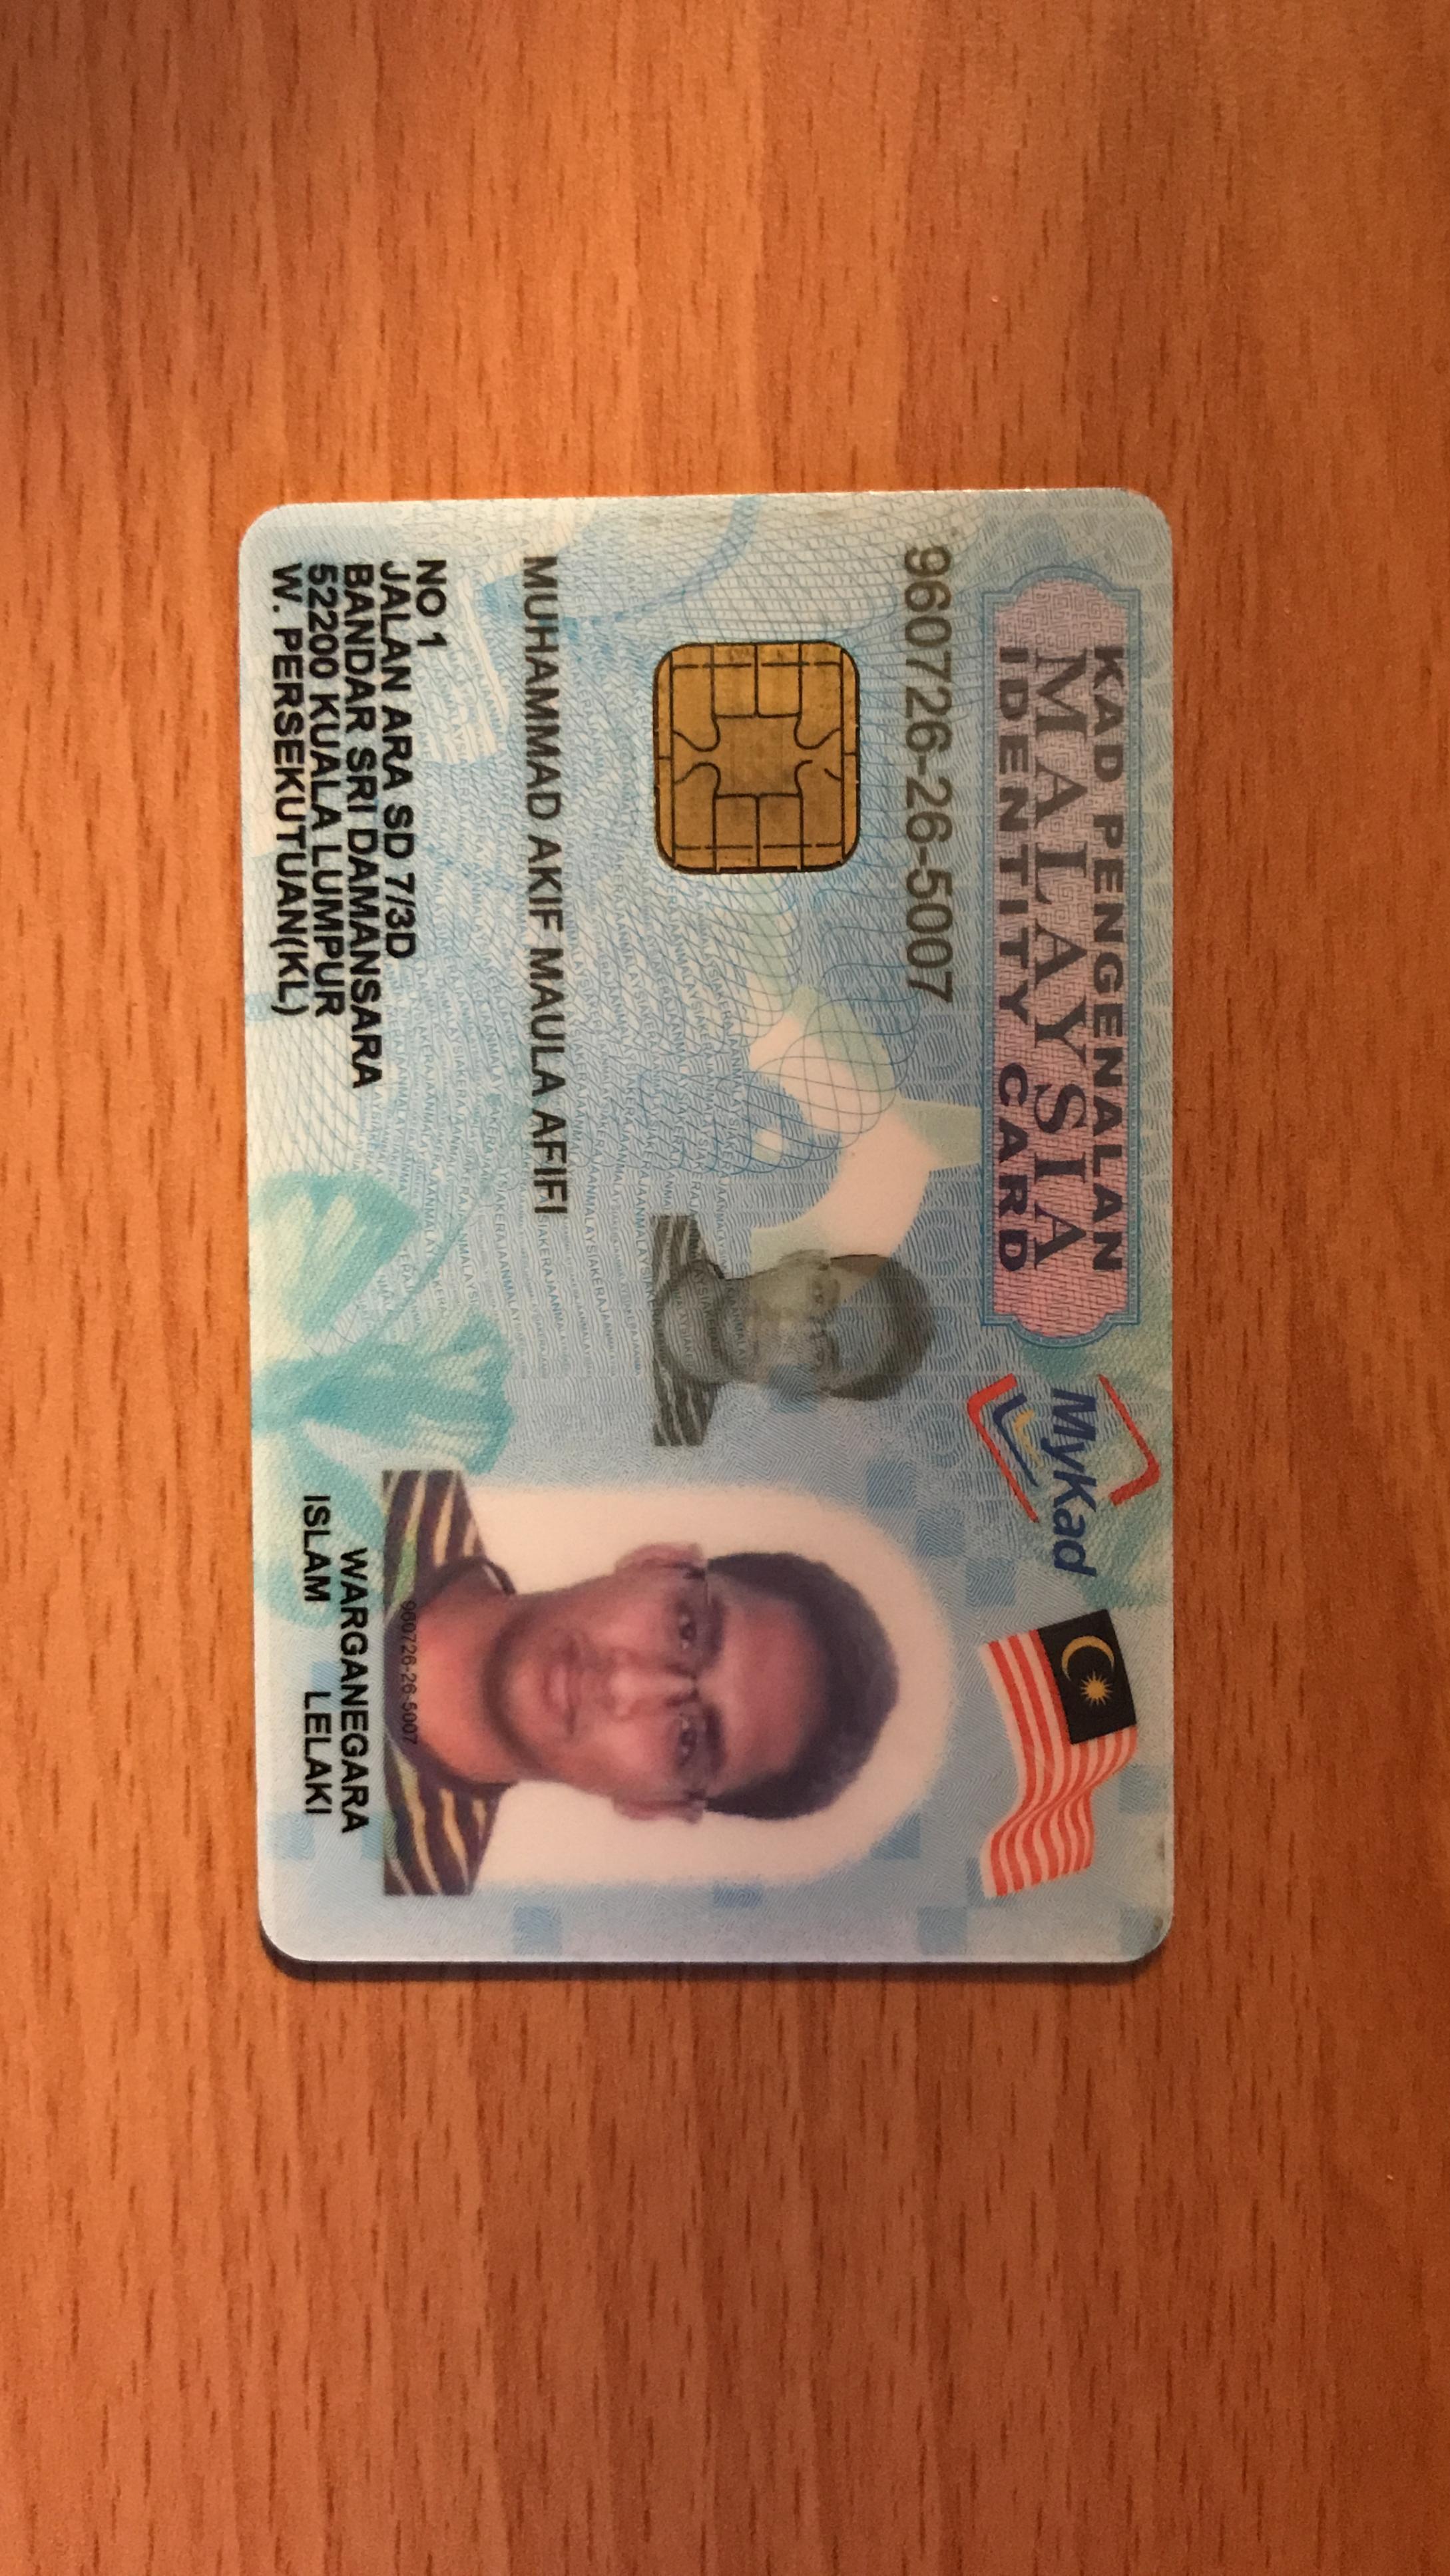 KAD PENGENALAN
MALAYSIA
IDENTITY CARD
MyKad
960726-26-5007
MUHAMMAD AKIF MAULA AFIFI
NO 1
JALAN ARA SD 7/3D
BANDAR SRI DAMANSARA
52200 KUALA LUMPUR
W. PERSEKUTUAN(KL)
960726-26-5007
WARGANEGARA
ISLAM LELAKI